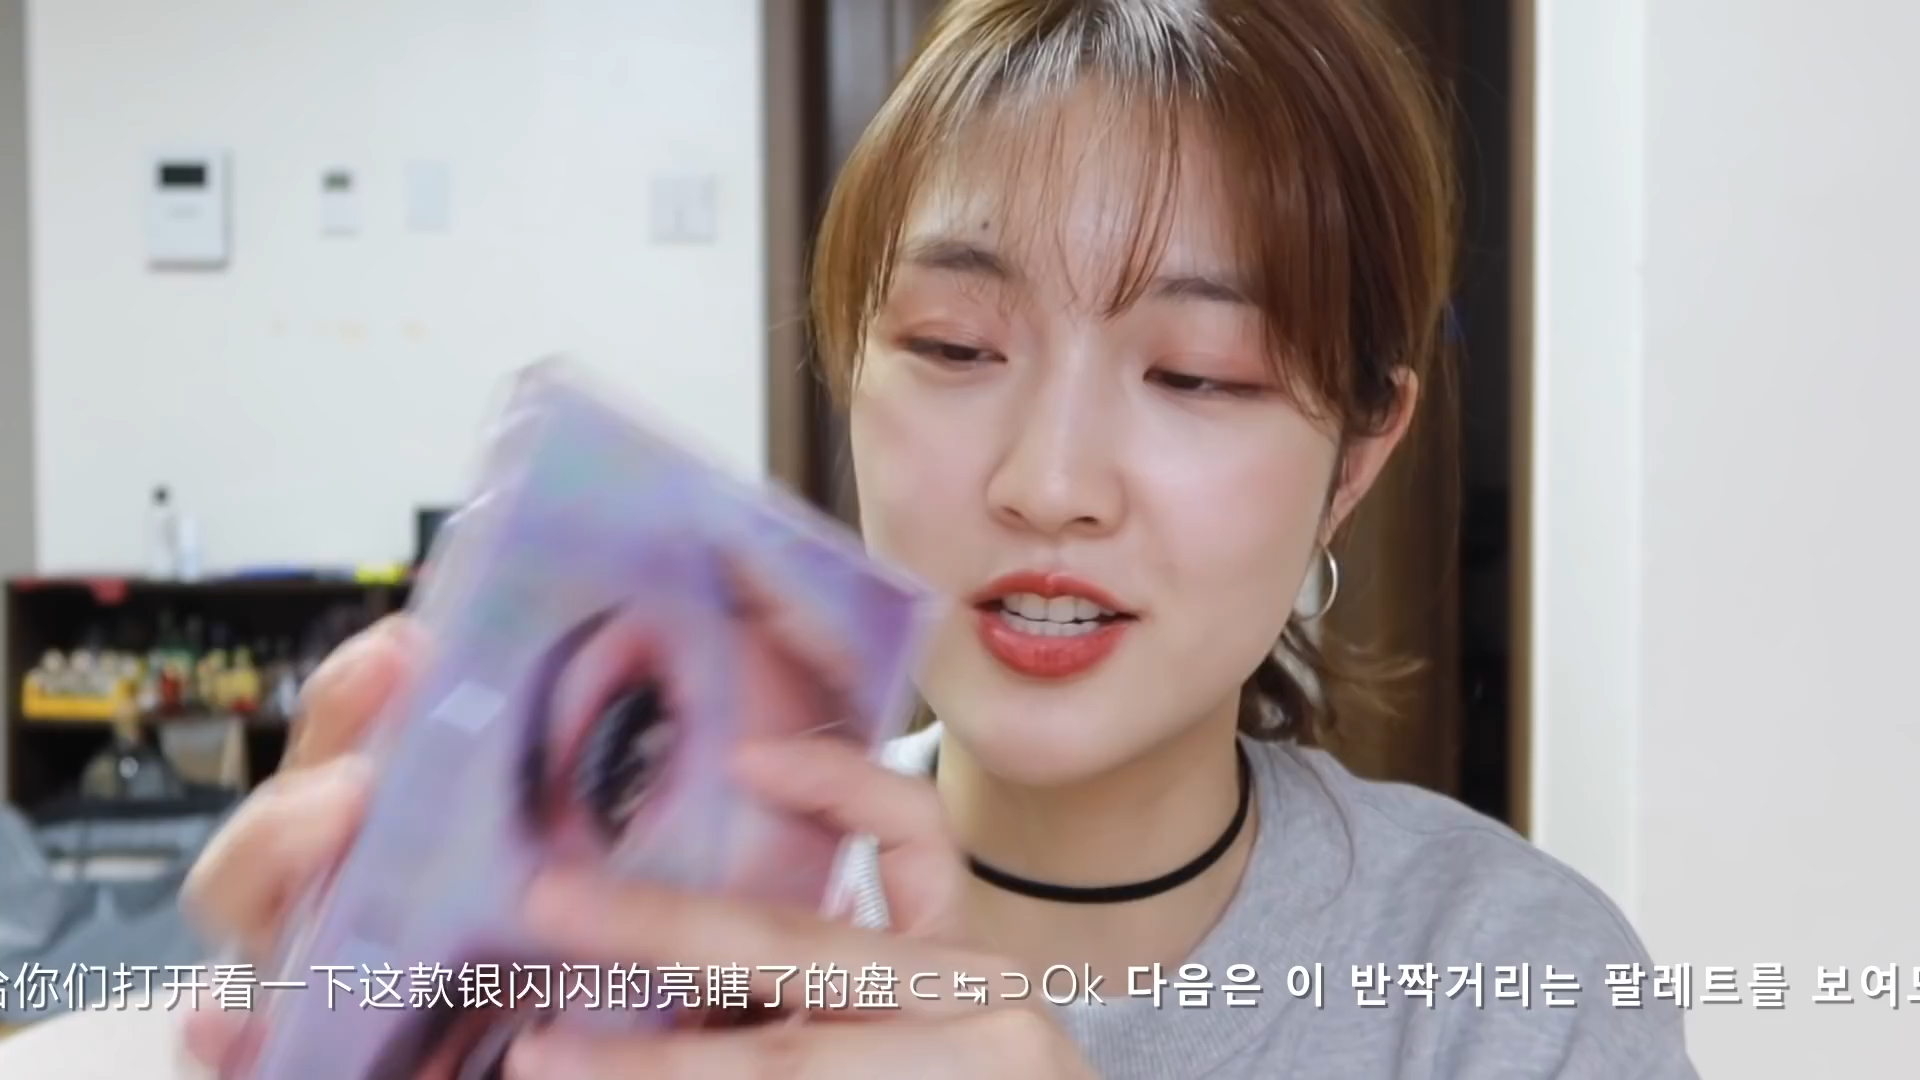 给你们打开看一下这款银闪闪的亮瞎了的盘⊂↹⊃Ok 다음은 이 반짝거리는 팔레트를 보여